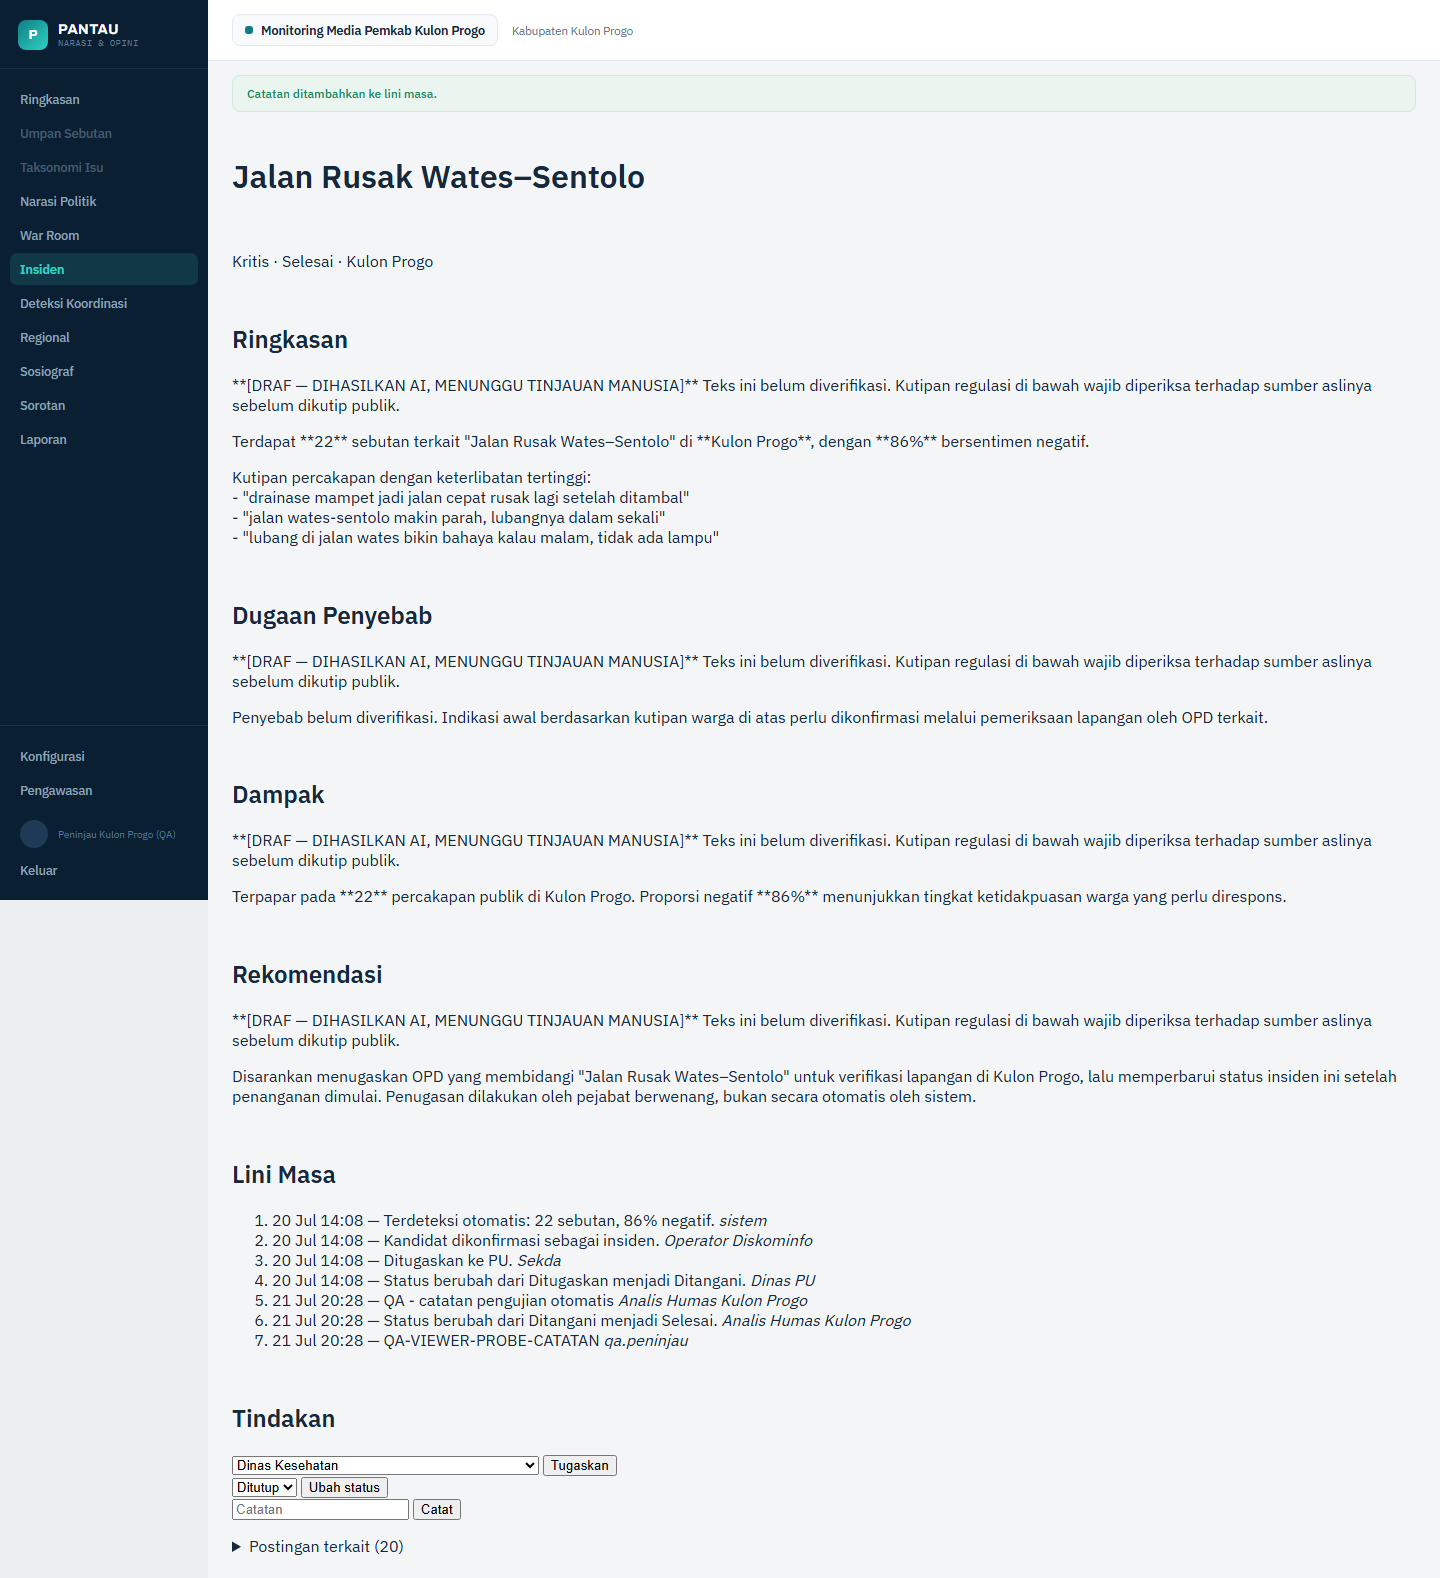 P
PANTAU
NARASI & OPINI
Ringkasan
Umpan Sebutan
Taksonomi Isu
Narasi Politik
War Room
Insiden
Deteksi Koordinasi
Regional
Sosiograf
Sorotan
Laporan
Konfigurasi
Pengawasan
Peninjau Kulon Progo (QA)
Keluar
Monitoring Media Pemkab Kulon Progo
Kabupaten Kulon Progo
Catatan ditambahkan ke lini masa.
Jalan Rusak Wates–Sentolo
Kritis · Selesai · Kulon Progo
Ringkasan
**[DRAF — DIHASILKAN AI, MENUNGGU TINJAUAN MANUSIA]** Teks ini belum diverifikasi. Kutipan regulasi di bawah wajib diperiksa terhadap sumber aslinya
sebelum dikutip publik.
Terdapat **22** sebutan terkait "Jalan Rusak Wates–Sentolo" di **Kulon Progo**, dengan **86%** bersentimen negatif.
Kutipan percakapan dengan keterlibatan tertinggi:
- "drainase mampet jadi jalan cepat rusak lagi setelah ditambal"
- "jalan wates-sentolo makin parah, lubangnya dalam sekali"
- "lubang di jalan wates bikin bahaya kalau malam, tidak ada lampu"
Dugaan Penyebab
**[DRAF — DIHASILKAN AI, MENUNGGU TINJAUAN MANUSIA]** Teks ini belum diverifikasi. Kutipan regulasi di bawah wajib diperiksa terhadap sumber aslinya
sebelum dikutip publik.
Penyebab belum diverifikasi. Indikasi awal berdasarkan kutipan warga di atas perlu dikonfirmasi melalui pemeriksaan lapangan oleh OPD terkait.
Dampak
**[DRAF — DIHASILKAN AI, MENUNGGU TINJAUAN MANUSIA]** Teks ini belum diverifikasi. Kutipan regulasi di bawah wajib diperiksa terhadap sumber aslinya
sebelum dikutip publik.
Terpapar pada **22** percakapan publik di Kulon Progo. Proporsi negatif **86%** menunjukkan tingkat ketidakpuasan warga yang perlu direspons.
Rekomendasi
**[DRAF — DIHASILKAN AI, MENUNGGU TINJAUAN MANUSIA]** Teks ini belum diverifikasi. Kutipan regulasi di bawah wajib diperiksa terhadap sumber aslinya
sebelum dikutip publik.
Disarankan menugaskan OPD yang membidangi "Jalan Rusak Wates–Sentolo" untuk verifikasi lapangan di Kulon Progo, lalu memperbarui status insiden ini setelah
penanganan dimulai. Penugasan dilakukan oleh pejabat berwenang, bukan secara otomatis oleh sistem.
Lini Masa
1. 20 Jul 14:08 — Terdeteksi otomatis: 22 sebutan, 86% negatif. sistem
2. 20 Jul 14:08 — Kandidat dikonfirmasi sebagai insiden. Operator Diskominfo
3. 20 Jul 14:08 — Ditugaskan ke PU. Sekda
4. 20 Jul 14:08 — Status berubah dari Ditugaskan menjadi Ditangani. Dinas PU
5. 21 Jul 20:28 — QA - catatan pengujian otomatis Analis Humas Kulon Progo
6. 21 Jul 20:28 — Status berubah dari Ditangani menjadi Selesai. Analis Humas Kulon Progo
7. 21 Jul 20:28 — QA-VIEWER-PROBE-CATATAN qa.peninjau
Tindakan
Dinas Kesehatan Tugaskan
Ditutup Ubah status
Catatan Catat
Postingan terkait (20)